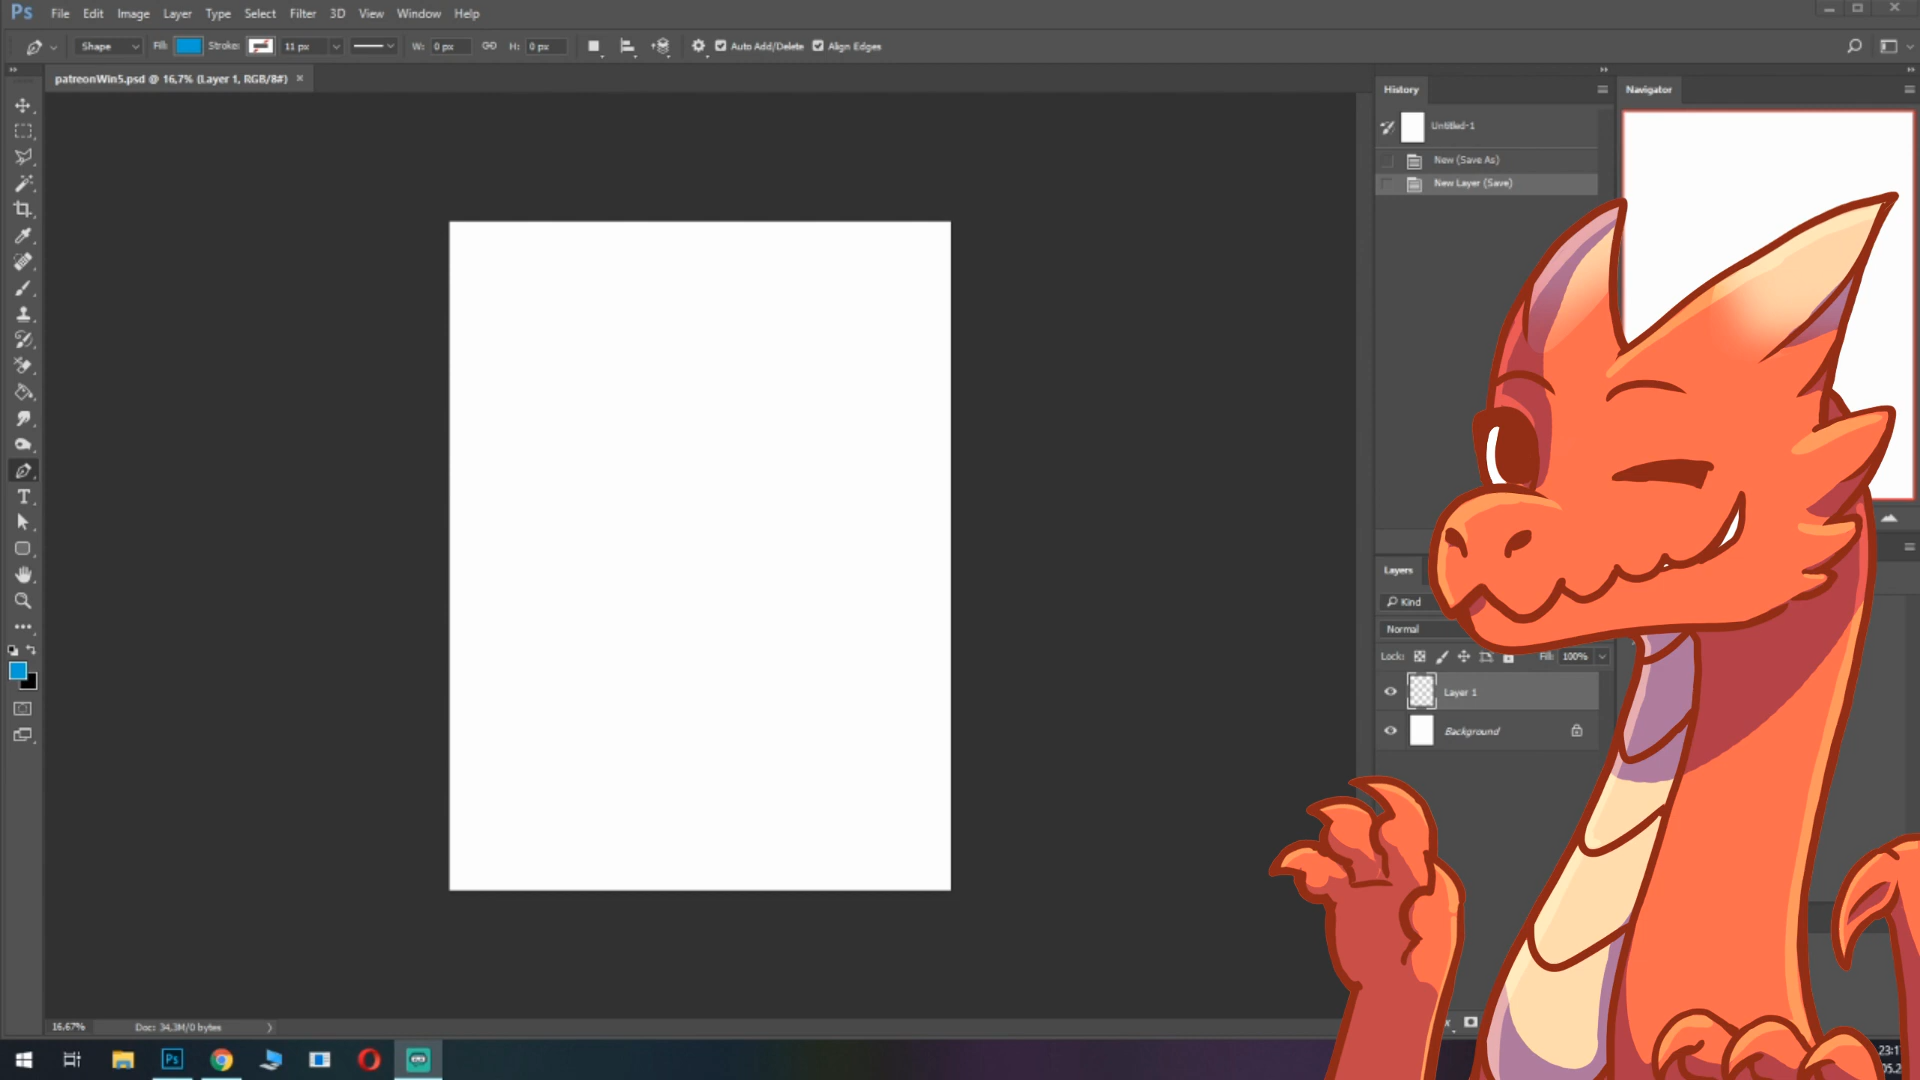 Ps File Edit Image Layer Type Select Filter 3D View Window Help
Shape Fill: Stroke: 11 px W: 0 px H: 0 px Auto Add/Delete Align Edges
patreonWin5.psd @ 16,7% (Layer 1, RGB/8#) ×
History
Navigator
Untitled-1
New (Save As)
New Layer (Save)
Layers
Kind
Normal
Lock: Fill: 100%
Layer 1
Background
16,67% Doc: 34,3M/0 bytes
Ps
23:1
05.2